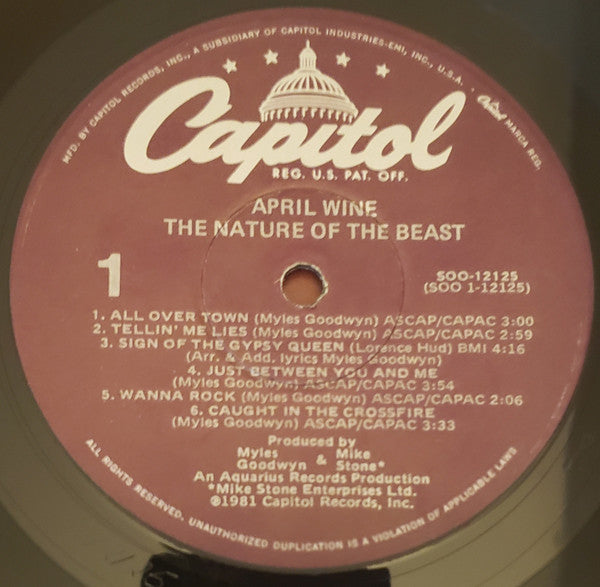 MFD. BY CAPITOL RECORDS, INC., A SUBSIDIARY OF CAPITOL INDUSTRIES-EMI, INC., U.S.A. Capitol MARCA REG.
Capitol
REG. U.S. PAT. OFF.
APRIL WINE
THE NATURE OF THE BEAST
1
SOO-12125
(SOO 1-12125)
1. ALL OVER TOWN (Myles Goodwyn) ASCAP/CAPAC 3:00
2. TELLIN' ME LIES (Myles Goodwyn) ASCAP/CAPAC 2:59
3. SIGN OF THE GYPSY QUEEN (Lorence Hud) BMI 4:16
(Arr. & Add. lyrics Myles Goodwyn)
4. JUST BETWEEN YOU AND ME
(Myles Goodwyn) ASCAP/CAPAC 3:54
5. WANNA ROCK (Myles Goodwyn) ASCAP/CAPAC 2:06
6. CAUGHT IN THE CROSSFIRE
(Myles Goodwyn) ASCAP/CAPAC 3:33
Produced by
Myles & Mike
Goodwyn Stone*
An Aquarius Records Production
*Mike Stone Enterprises Ltd.
℗1981 Capitol Records, Inc.
ALL RIGHTS RESERVED. UNAUTHORIZED DUPLICATION IS A VIOLATION OF APPLICABLE LAWS